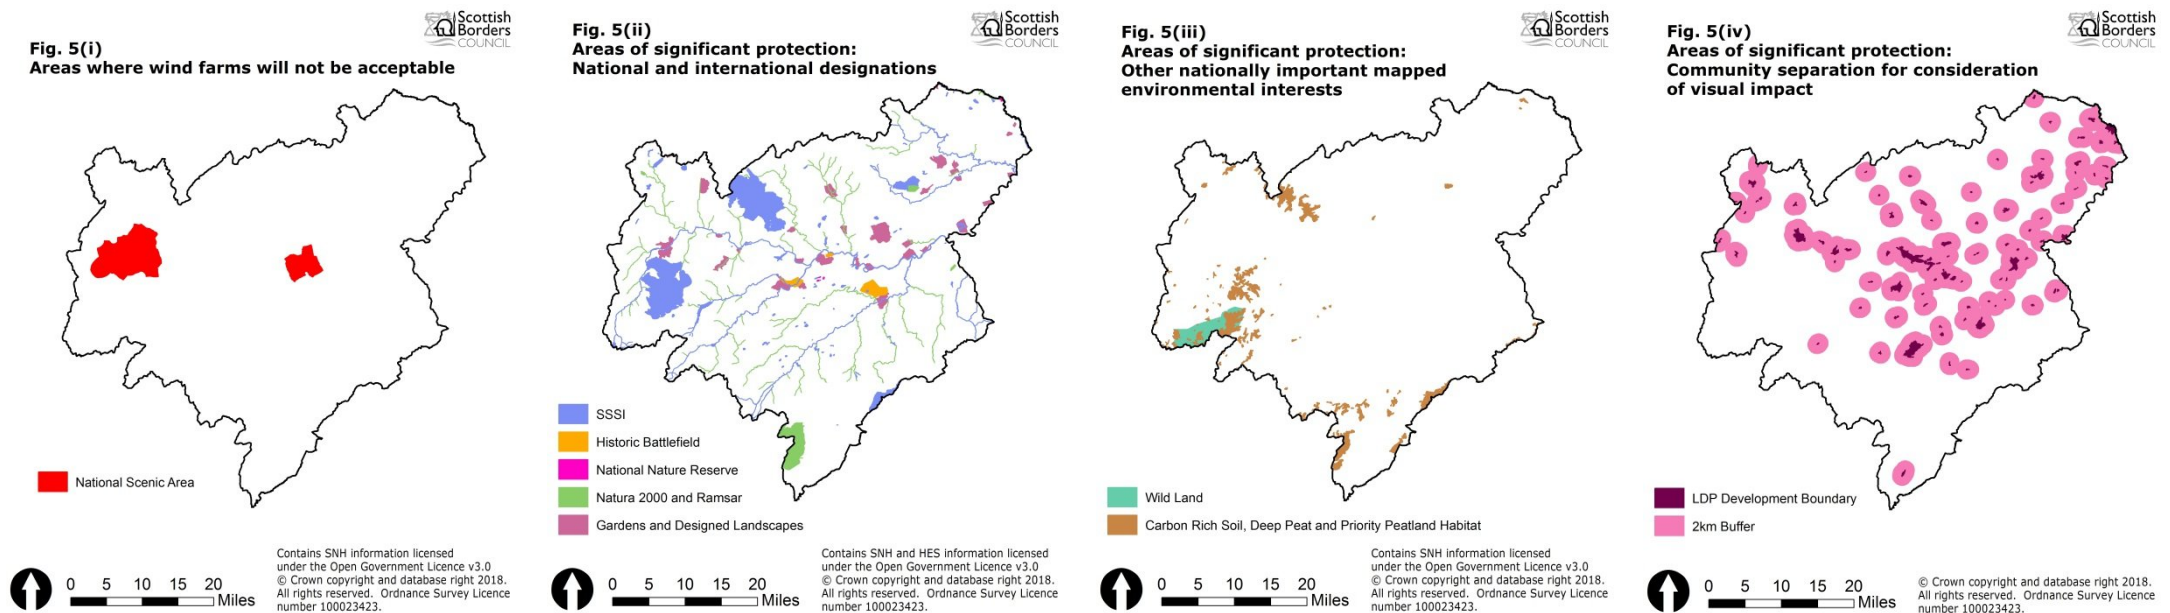 Fig. 5(i)
Areas where wind farms will not be acceptable
Scottish
Borders
COUNCIL
National Scenic Area
0 5 10 15 20
Miles
Contains SNH information licensed
under the Open Government Licence v3.0
© Crown copyright and database right 2018.
All rights reserved. Ordnance Survey Licence
number 100023423.
Fig. 5(ii)
Areas of significant protection:
National and international designations
Scottish
Borders
COUNCIL
SSSI
Historic Battlefield
National Nature Reserve
Natura 2000 and Ramsar
Gardens and Designed Landscapes
0 5 10 15 20
Miles
Contains SNH and HES information licensed
under the Open Government Licence v3.0
© Crown copyright and database right 2018.
All rights reserved. Ordnance Survey Licence
number 100023423.
Fig. 5(iii)
Areas of significant protection:
Other nationally important mapped
environmental interests
Scottish
Borders
COUNCIL
Wild Land
Carbon Rich Soil, Deep Peat and Priority Peatland Habitat
0 5 10 15 20
Miles
Contains SNH information licensed
under the Open Government Licence v3.0
© Crown copyright and database right 2018.
All rights reserved. Ordnance Survey Licence
number 100023423.
Fig. 5(iv)
Areas of significant protection:
Community separation for consideration
of visual impact
Scottish
Borders
COUNCIL
LDP Development Boundary
2km Buffer
0 5 10 15 20
Miles
© Crown copyright and database right 2018.
All rights reserved. Ordnance Survey Licence
number 100023423.